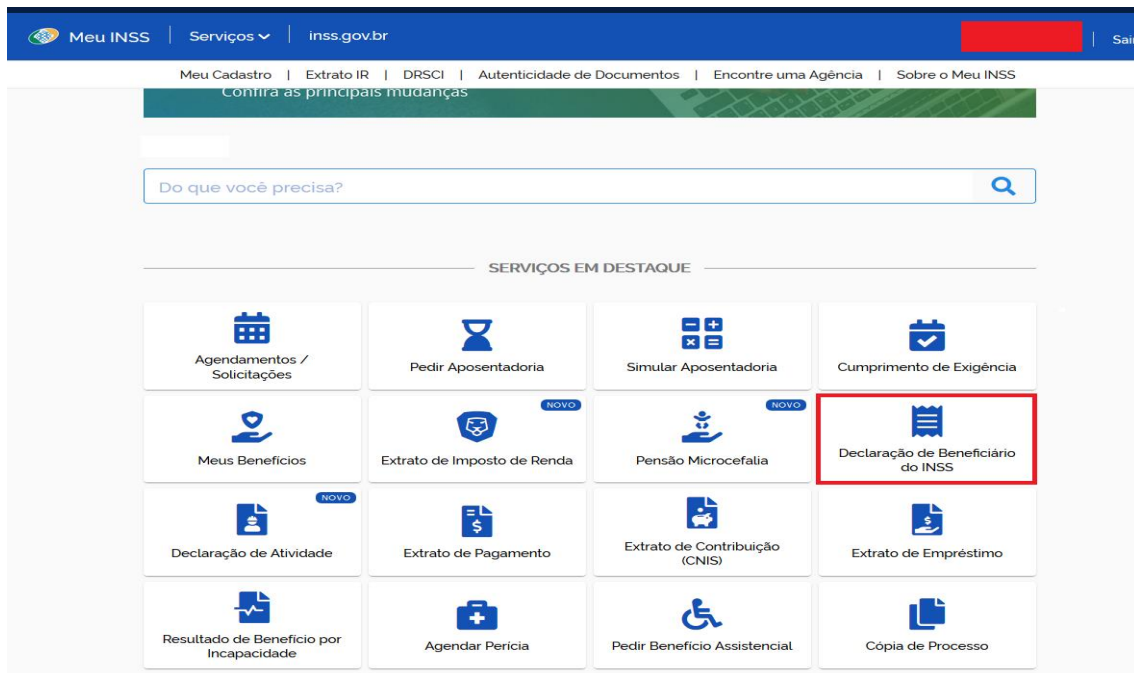 Meu INSS | Serviços | inss.gov.br | Sair
Meu Cadastro | Extrato IR | DRSCI | Autenticidade de Documentos | Encontre uma Agência | Sobre o Meu INSS
Confira as principais mudanças
Do que você precisa?
SERVIÇOS EM DESTAQUE
Agendamentos /
Solicitações
Pedir Aposentadoria
Simular Aposentadoria
Cumprimento de Exigência
Meus Benefícios
NOVO
Extrato de Imposto de Renda
NOVO
Pensão Microcefalia
Declaração de Beneficiário
do INSS
NOVO
Declaração de Atividade
Extrato de Pagamento
Extrato de Contribuição
(CNIS)
Extrato de Empréstimo
Resultado de Benefício por
Incapacidade
Agendar Perícia
Pedir Benefício Assistencial
Cópia de Processo